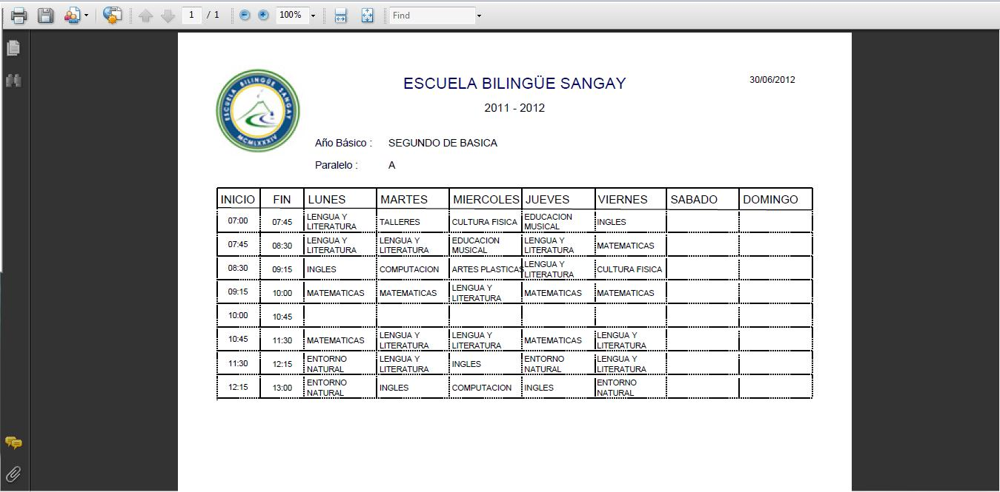 1 / 1 100% Find
ESCUELA BILINGÜE SANGAY
MCMLXXXIV
ESCUELA BILINGÜE SANGAY 30/06/2012
2011 - 2012
Año Básico : SEGUNDO DE BASICA
Paralelo : A
INICIO FIN LUNES MARTES MIERCOLES JUEVES VIERNES SABADO DOMINGO
07:00 07:45 LENGUA Y LITERATURA TALLERES CULTURA FISICA EDUCACION MUSICAL INGLES
07:45 08:30 LENGUA Y LITERATURA LENGUA Y LITERATURA EDUCACION MUSICAL LENGUA Y LITERATURA MATEMATICAS
08:30 09:15 INGLES COMPUTACION ARTES PLASTICAS LENGUA Y LITERATURA CULTURA FISICA
09:15 10:00 MATEMATICAS MATEMATICAS LENGUA Y LITERATURA MATEMATICAS MATEMATICAS
10:00 10:45
10:45 11:30 MATEMATICAS LENGUA Y LITERATURA LENGUA Y LITERATURA MATEMATICAS LENGUA Y LITERATURA
11:30 12:15 ENTORNO NATURAL LENGUA Y LITERATURA INGLES ENTORNO NATURAL LENGUA Y LITERATURA
12:15 13:00 ENTORNO NATURAL INGLES COMPUTACION INGLES ENTORNO NATURAL